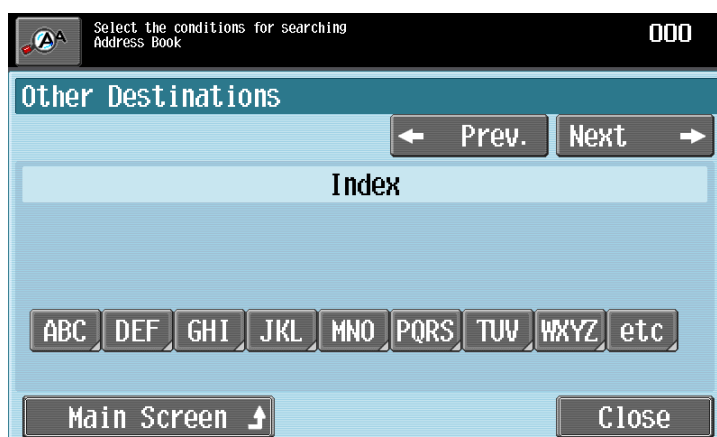 Select the conditions for searching
Address Book
000
Other Destinations
Prev. Next
Index
ABC DEF GHI JKL MNO PQRS TUV WXYZ etc
Main Screen Close